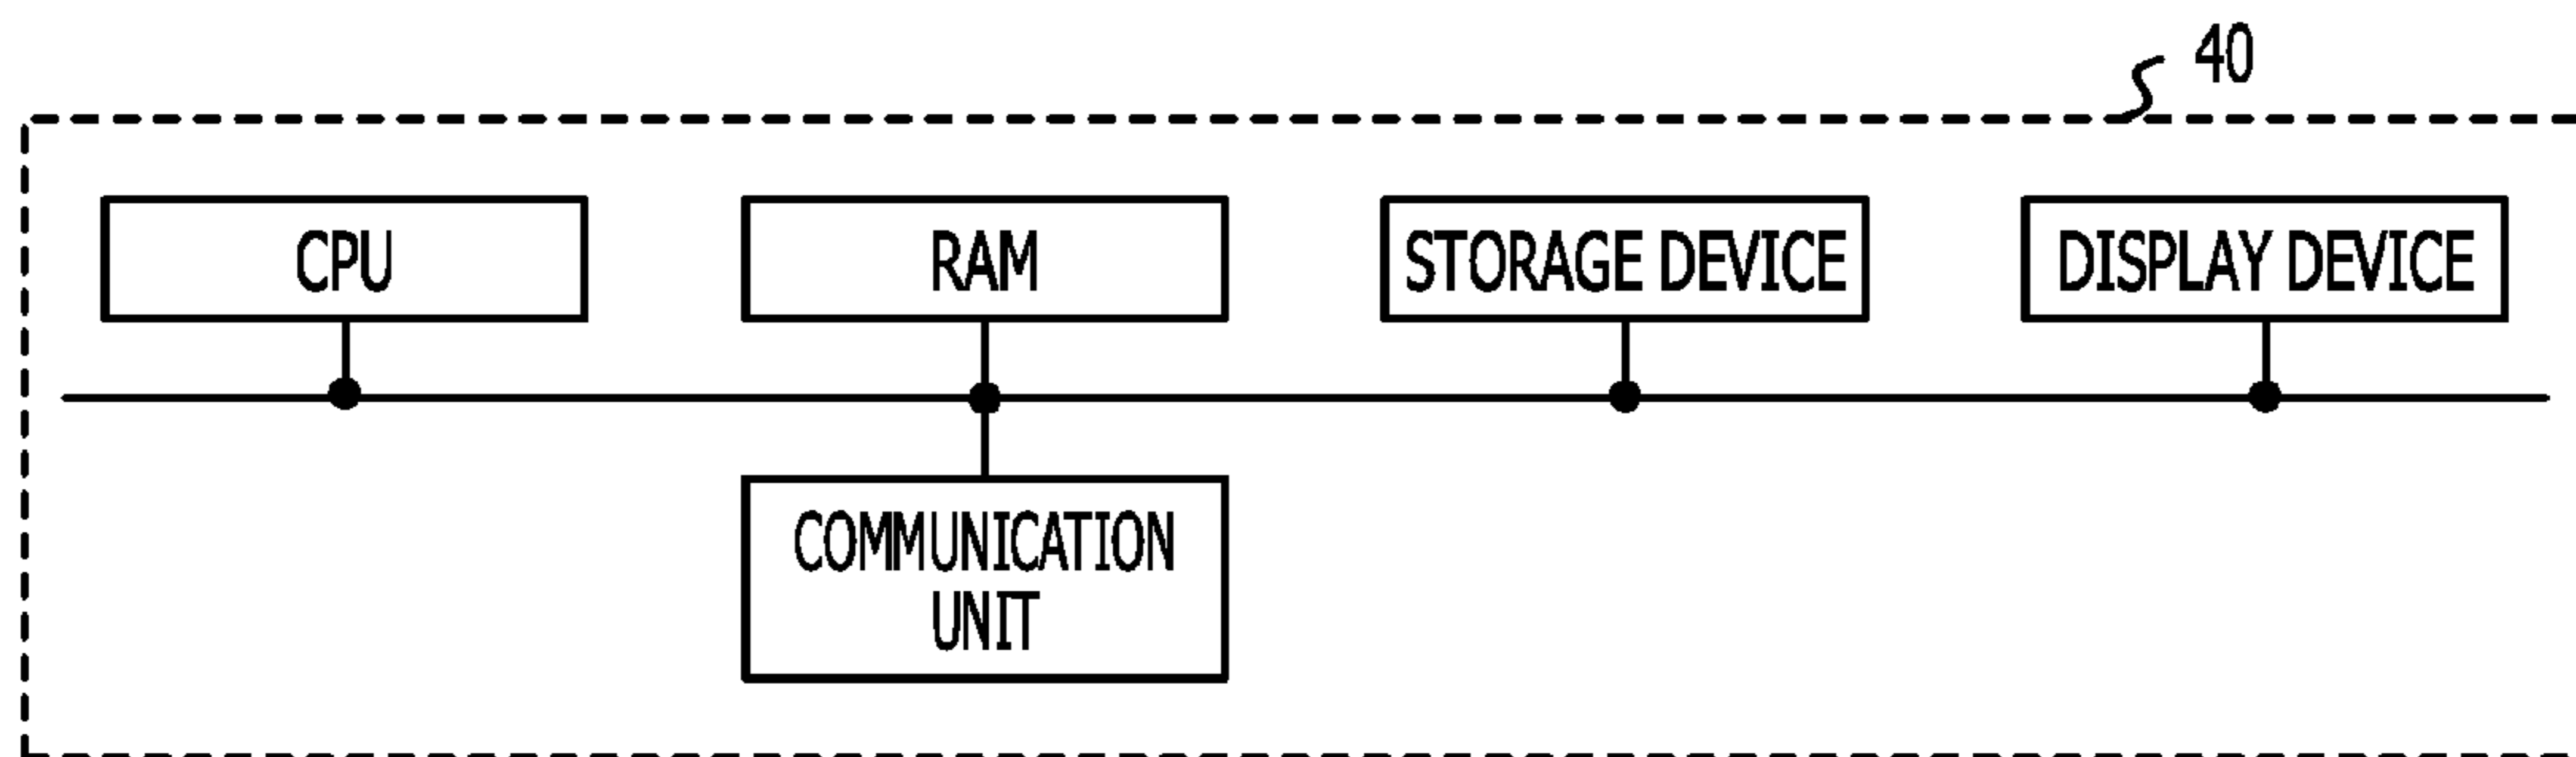 40
CPU
RAM
STORAGE DEVICE
DISPLAY DEVICE
COMMUNICATION
UNIT